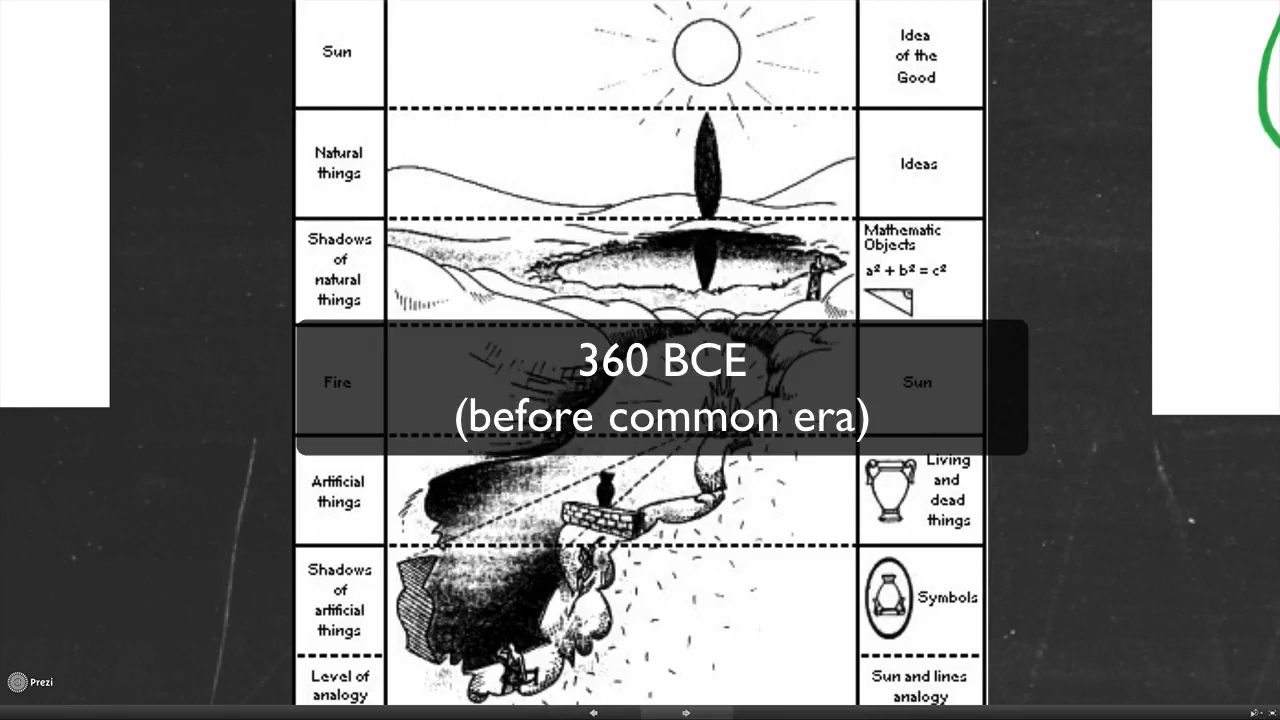 Sun
Idea
of the
Good
Natural
things
Ideas
Shadows
of
natural
things
Mathematic
Objects
a² + b² = c²
360 BCE
(before common era)
Fire
Sun
Artificial
things
Living
and
dead
things
Shadows
of
artificial
things
Symbols
Level of
analogy
Sun and lines
analogy
Prezi